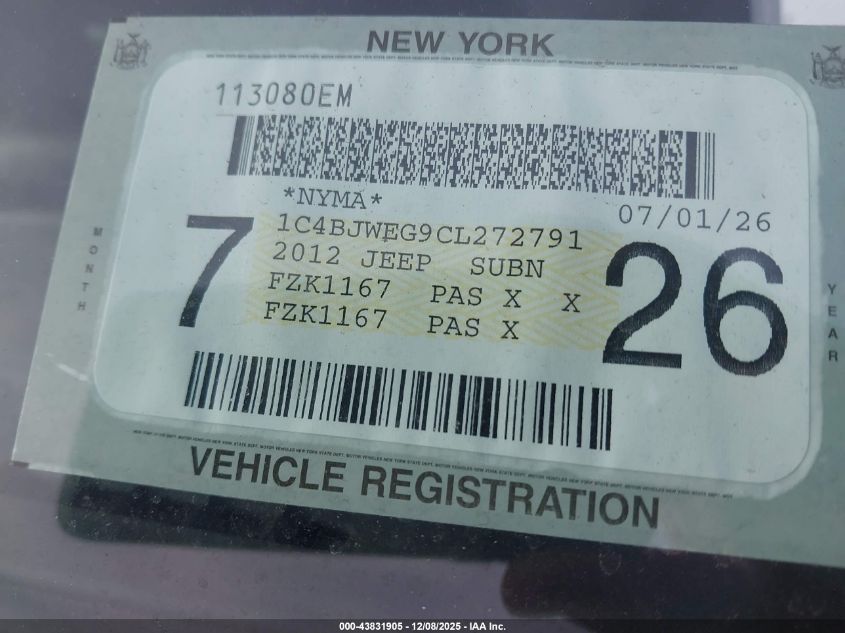 NEW YORK
113080EM
*NYMA*
07/01/26
1C4BJWEG9CL272791
2012 JEEP SUBN
FZK1167 PAS X X
FZK1167 PAS X
7
26
MONTH
YEAR
VEHICLE REGISTRATION
000-43831905 - 12/08/2025 - IAA Inc.